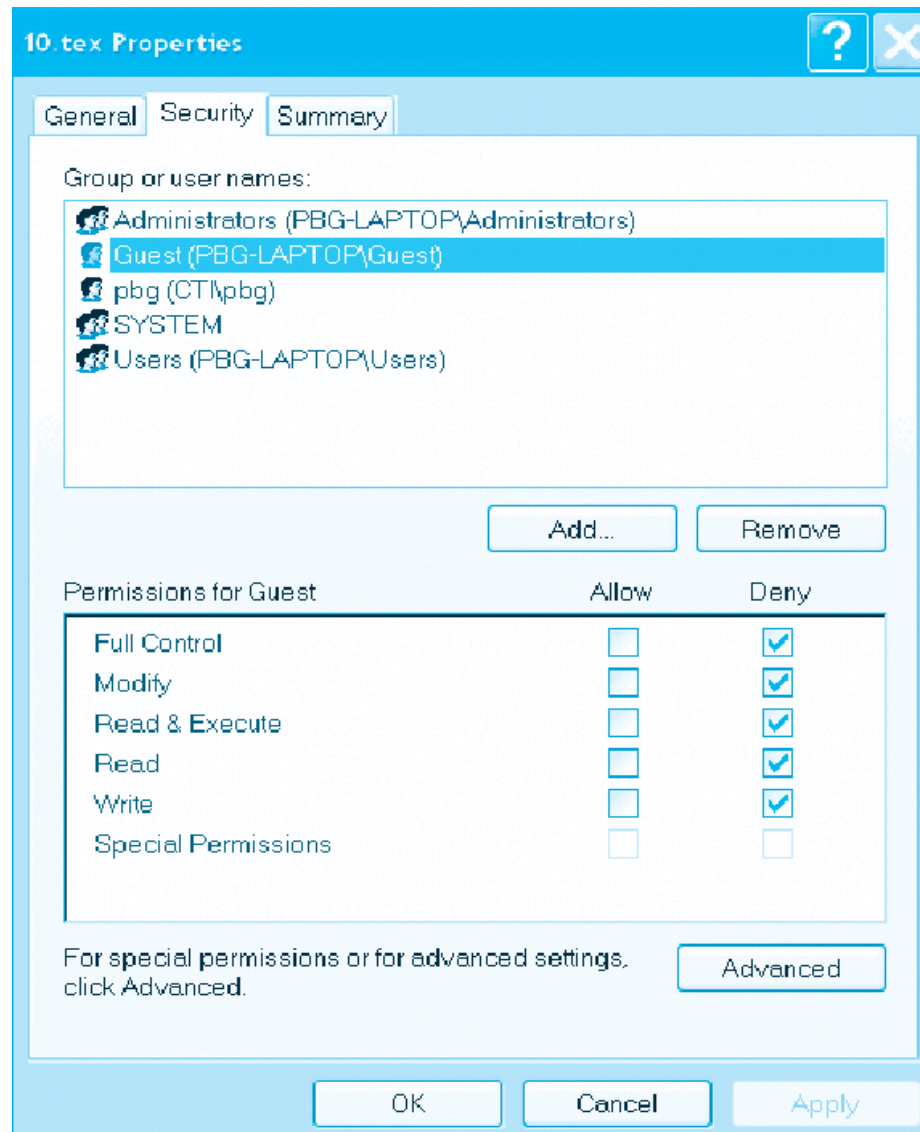 10.tex Properties
?
General Security Summary
Group or user names:
Administrators (PBG-LAPTOP\Administrators)
Guest (PBG-LAPTOP\Guest)
pbg (CTI\pbg)
SYSTEM
Users (PBG-LAPTOP\Users)
Add... Remove
Permissions for Guest Allow Deny
Full Control
Modify
Read & Execute
Read
Write
Special Permissions
For special permissions or for advanced settings,
click Advanced.
Advanced
OK Cancel Apply